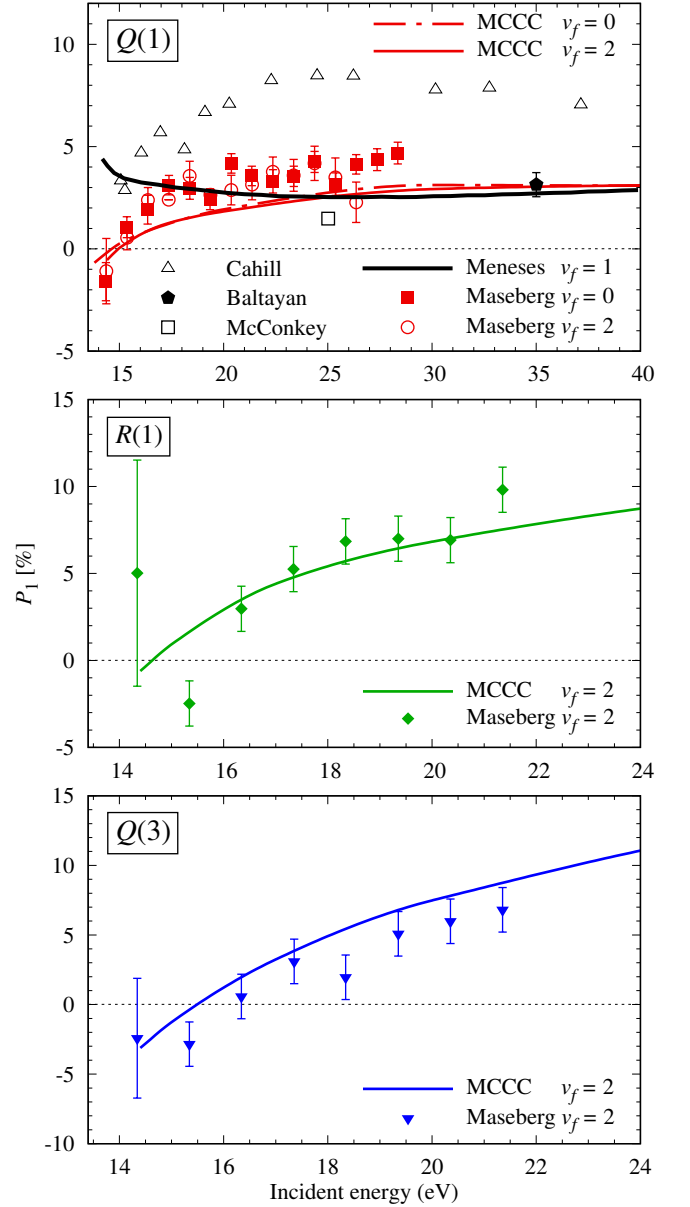 Q(1)
MCCC v_f = 0
MCCC v_f = 2
Cahill
Baltayan
McConkey
Meneses v_f = 1
Maseberg v_f = 0
Maseberg v_f = 2
10
5
0
-5
15 20 25 30 35 40
R(1)
15
10
5
0
-5
P_1 [%]
MCCC v_f = 2
Maseberg v_f = 2
14 16 18 20 22 24
Q(3)
15
10
5
0
-5
-10
MCCC v_f = 2
Maseberg v_f = 2
14 16 18 20 22 24
Incident energy (eV)